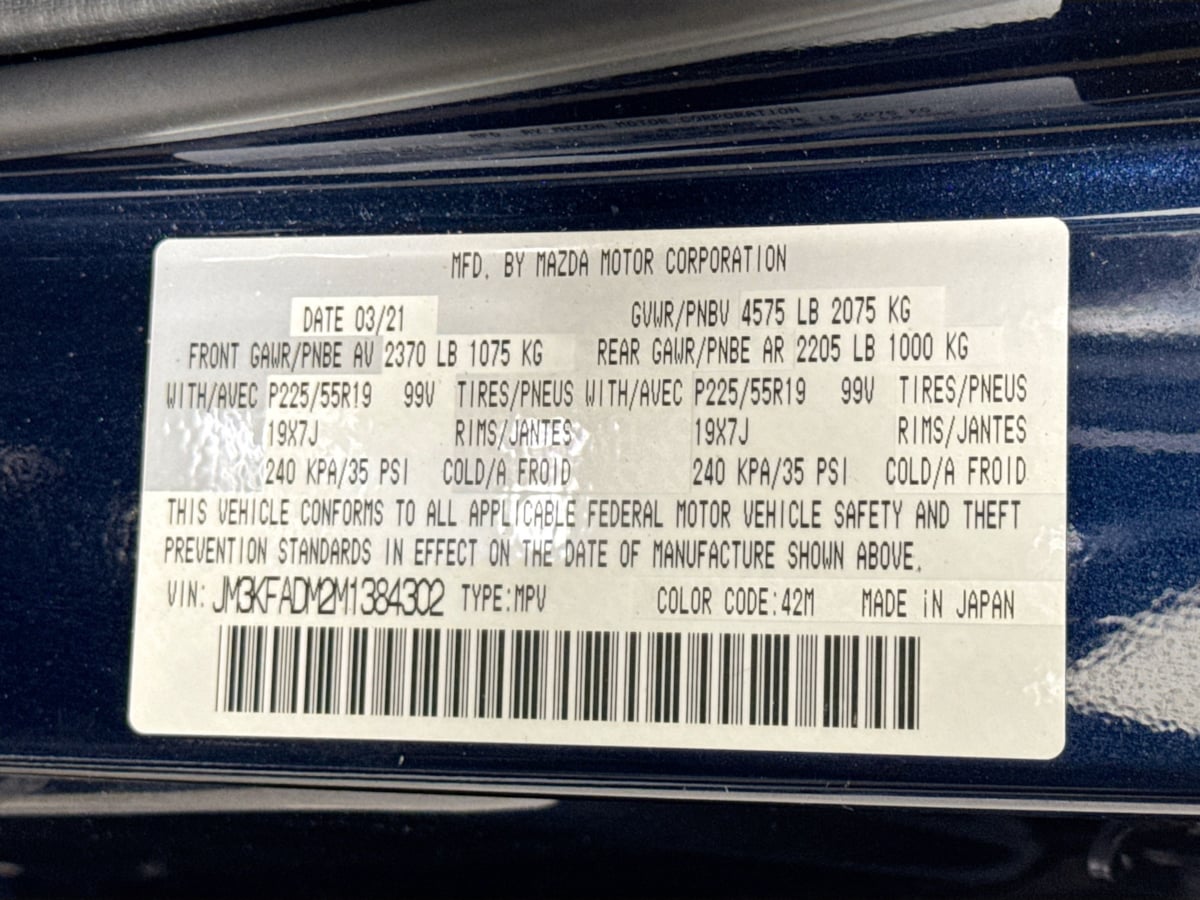 MFD. BY MAZDA MOTOR CORPORATION
DATE 03/21 GVWR/PNBV 4575 LB 2075 KG
FRONT GAWR/PNBE AV 2370 LB 1075 KG REAR GAWR/PNBE AR 2205 LB 1000 KG
WITH/AVEC P225/55R19 99V TIRES/PNEUS WITH/AVEC P225/55R19 99V TIRES/PNEUS
19X7J RIMS/JANTES 19X7J RIMS/JANTES
240 KPA/35 PSI COLD/A FROID 240 KPA/35 PSI COLD/A FROID
THIS VEHICLE CONFORMS TO ALL APPLICABLE FEDERAL MOTOR VEHICLE SAFETY AND THEFT
PREVENTION STANDARDS IN EFFECT ON THE DATE OF MANUFACTURE SHOWN ABOVE.
VIN: JM3KFADM2M1384302 TYPE:MPV COLOR CODE:42M MADE iN JAPAN